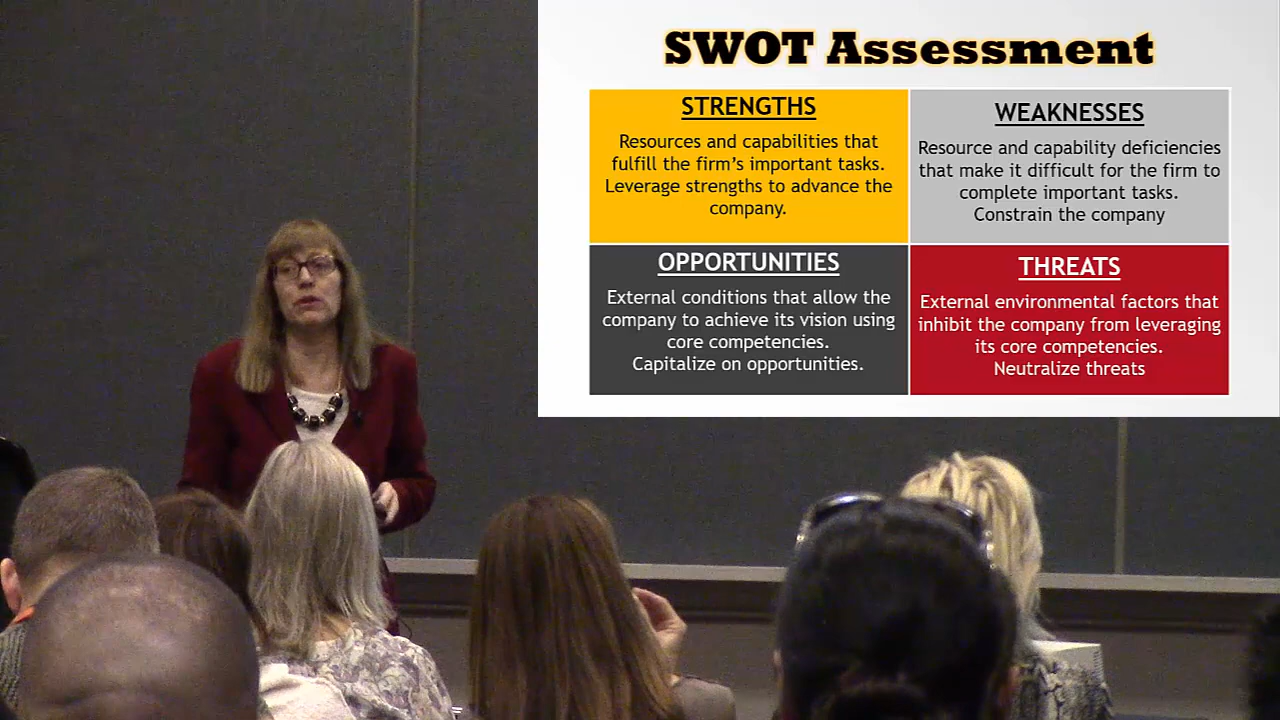 SWOT Assessment
STRENGTHS
Resources and capabilities that
fulfill the firm's important tasks.
Leverage strengths to advance the
company.
WEAKNESSES
Resource and capability deficiencies
that make it difficult for the firm to
complete important tasks.
Constrain the company
OPPORTUNITIES
External conditions that allow the
company to achieve its vision using
core competencies.
Capitalize on opportunities.
THREATS
External environmental factors that
inhibit the company from leveraging
its core competencies.
Neutralize threats